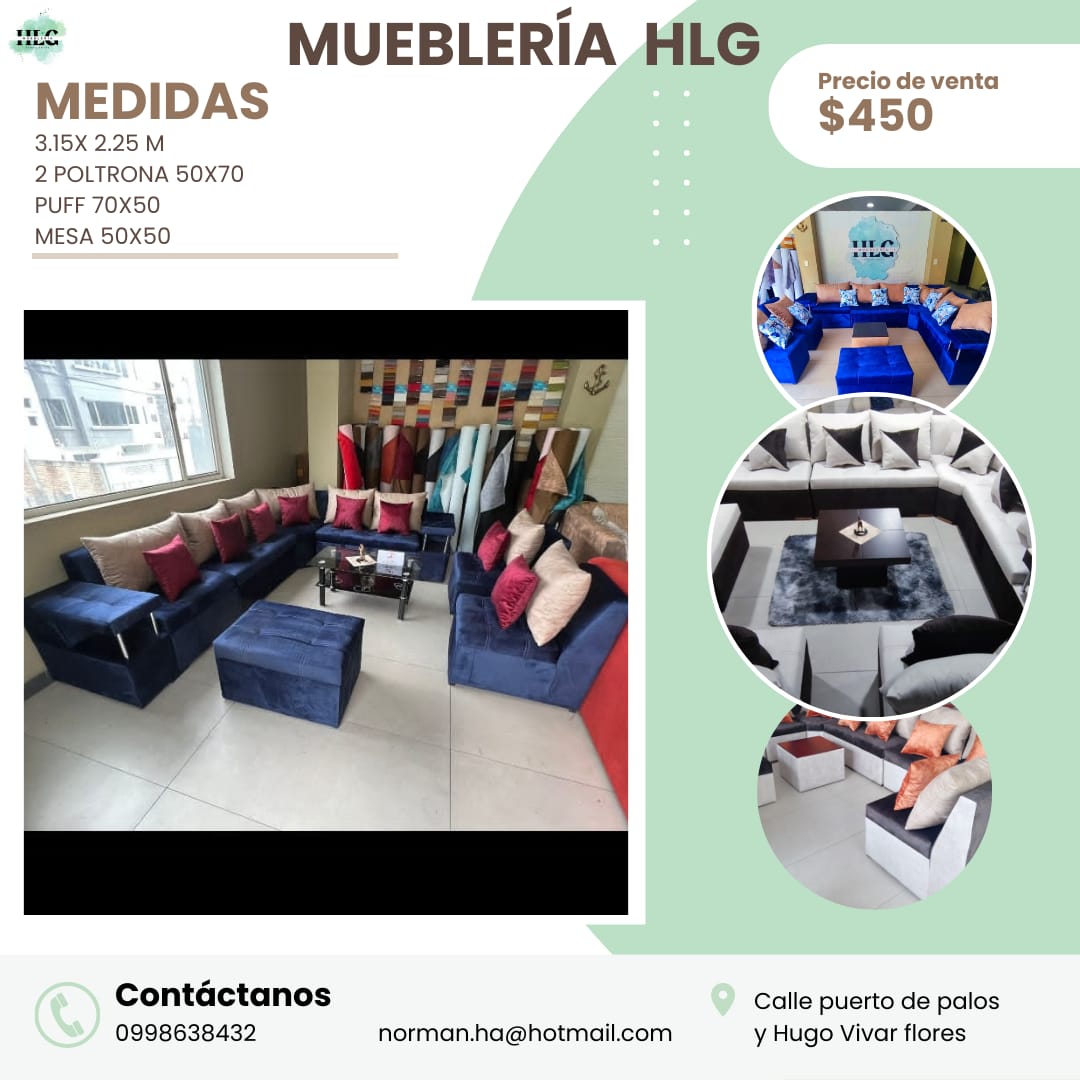 HLG
MUEBLERÍA HLG
MEDIDAS
3.15X 2.25 M
2 POLTRONA 50X70
PUFF 70X50
MESA 50X50
Precio de venta
$450
HLG
Contáctanos
0998638432
norman.ha@hotmail.com
Calle puerto de palos
y Hugo Vivar flores